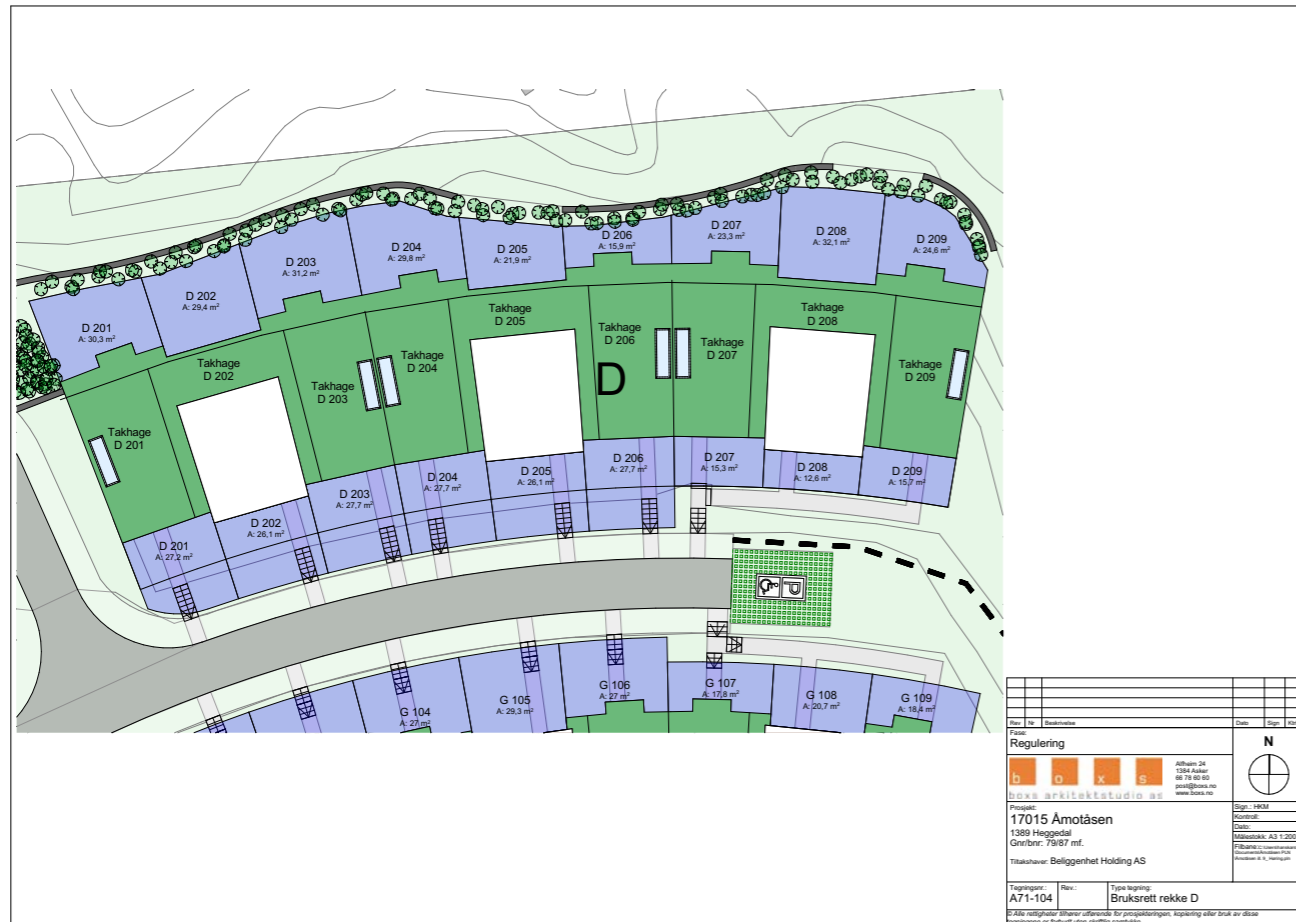 D 201
A: 30,3 m²
D 202
A: 29,4 m²
D 203
A: 31,2 m²
D 204
A: 29,8 m²
D 205
A: 21,9 m²
D 206
A: 15,9 m²
D 207
A: 23,3 m²
D 208
A: 32,1 m²
D 209
A: 24,6 m²
Takhage
D 201
Takhage
D 202
Takhage
D 203
Takhage
D 204
Takhage
D 205
Takhage
D 206
D
Takhage
D 207
Takhage
D 208
Takhage
D 209
D 201
A: 27,2 m²
D 202
A: 26,1 m²
D 203
A: 27,7 m²
D 204
A: 27,7 m²
D 205
A: 26,1 m²
D 206
A: 27,7 m²
D 207
A: 15,3 m²
D 208
A: 12,6 m²
D 209
A: 15,7 m²
P
G 104
A: 27 m²
G 105
A: 29,3 m²
G 106
A: 27 m²
G 107
A: 17,8 m²
G 108
A: 20,7 m²
G 109
A: 18,4 m²
Rev Nr Beskrivelse Dato Sign
Fase:
Regulering
N
b o x s
boxs arkitektstudio as
1384 Asker
66 78 60 60
post@boxs.no
www.boxs.no
Prosjekt:
17015 Åmotåsen
1389 Heggedal
Gnr/bnr: 79/87 mf.
Tiltakshaver: Beliggenhet Holding AS
Sign.: HKM
Kontroll:
Dato:
Målestokk: A3 1:200
Filbane:
Tegningsnr.:
A71-104
Rev.:
Type tegning:
Bruksrett rekke D
© Alle rettigheter tilhører utførende for prosjekteringen, kopiering eller bruk av disse